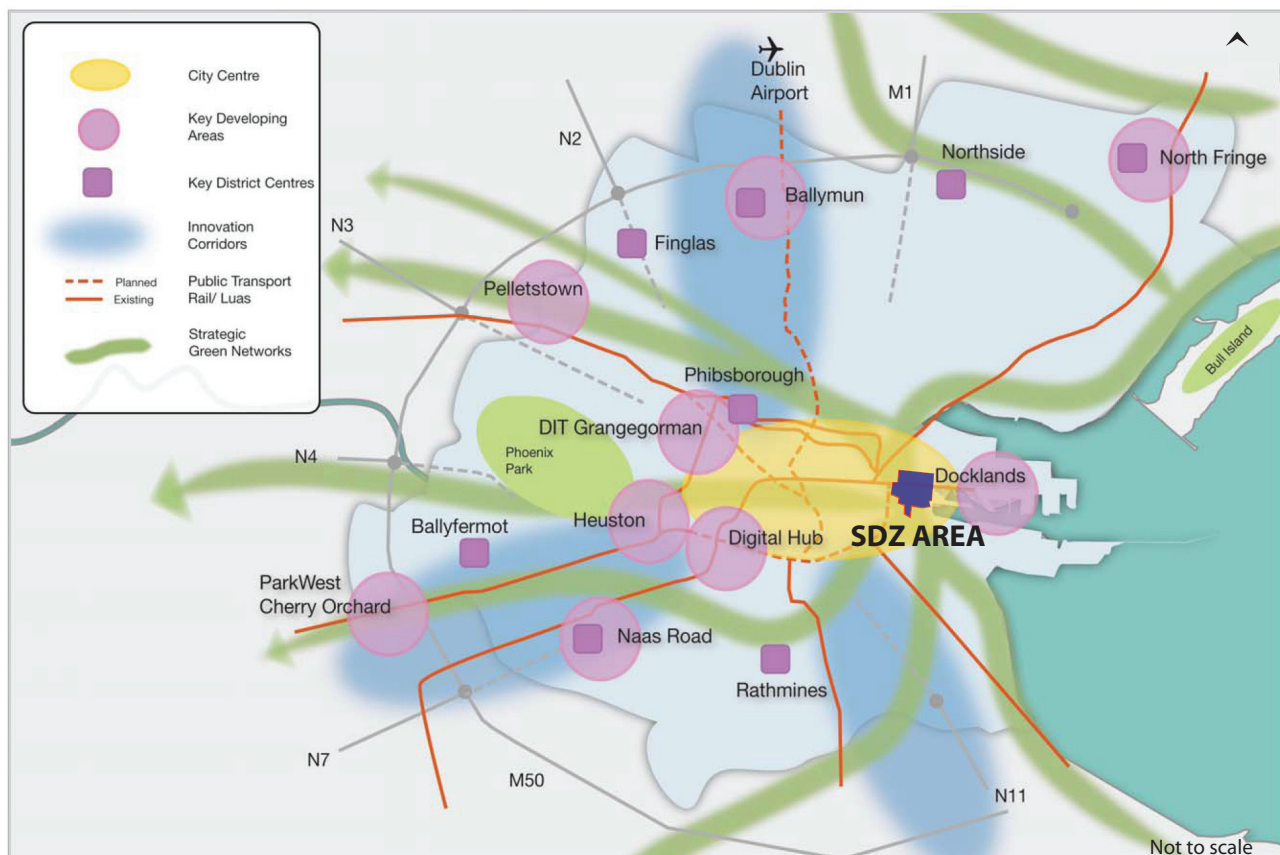 City Centre
Key Developing
Areas
Key District Centres
Innovation
Corridors
Planned
Existing
Public Transport
Rail/ Luas
Strategic
Green Networks
Dublin
Airport
M1
N2
Northside
North Fringe
Ballymun
N3
Finglas
Pelletstown
Bull Island
Phibsborough
DIT Grangegorman
N4
Phoenix
Park
Docklands
Heuston
Ballyfermot
Digital Hub
SDZ AREA
ParkWest
Cherry Orchard
Naas Road
Rathmines
N7
M50
N11
Not to scale